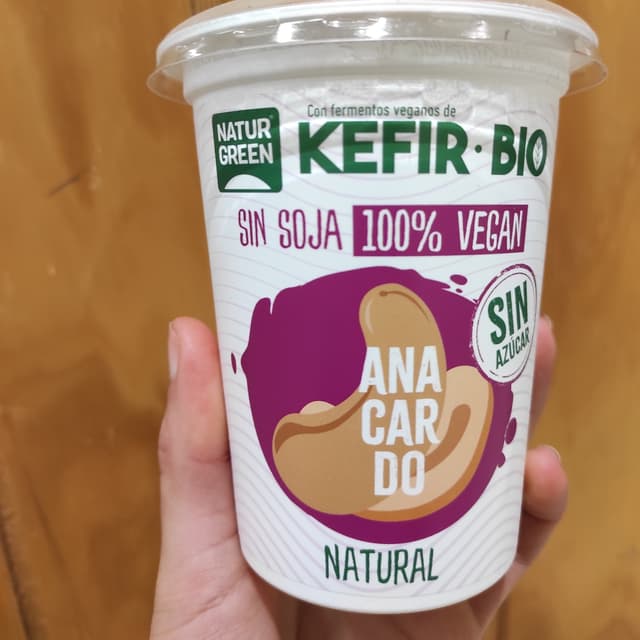 Con fermentos veganos de
NATUR
GREEN
KEFIR·BIO
SIN SOJA 100% VEGAN
SIN
AZÚCAR
ANA
CAR
DO
NATURAL